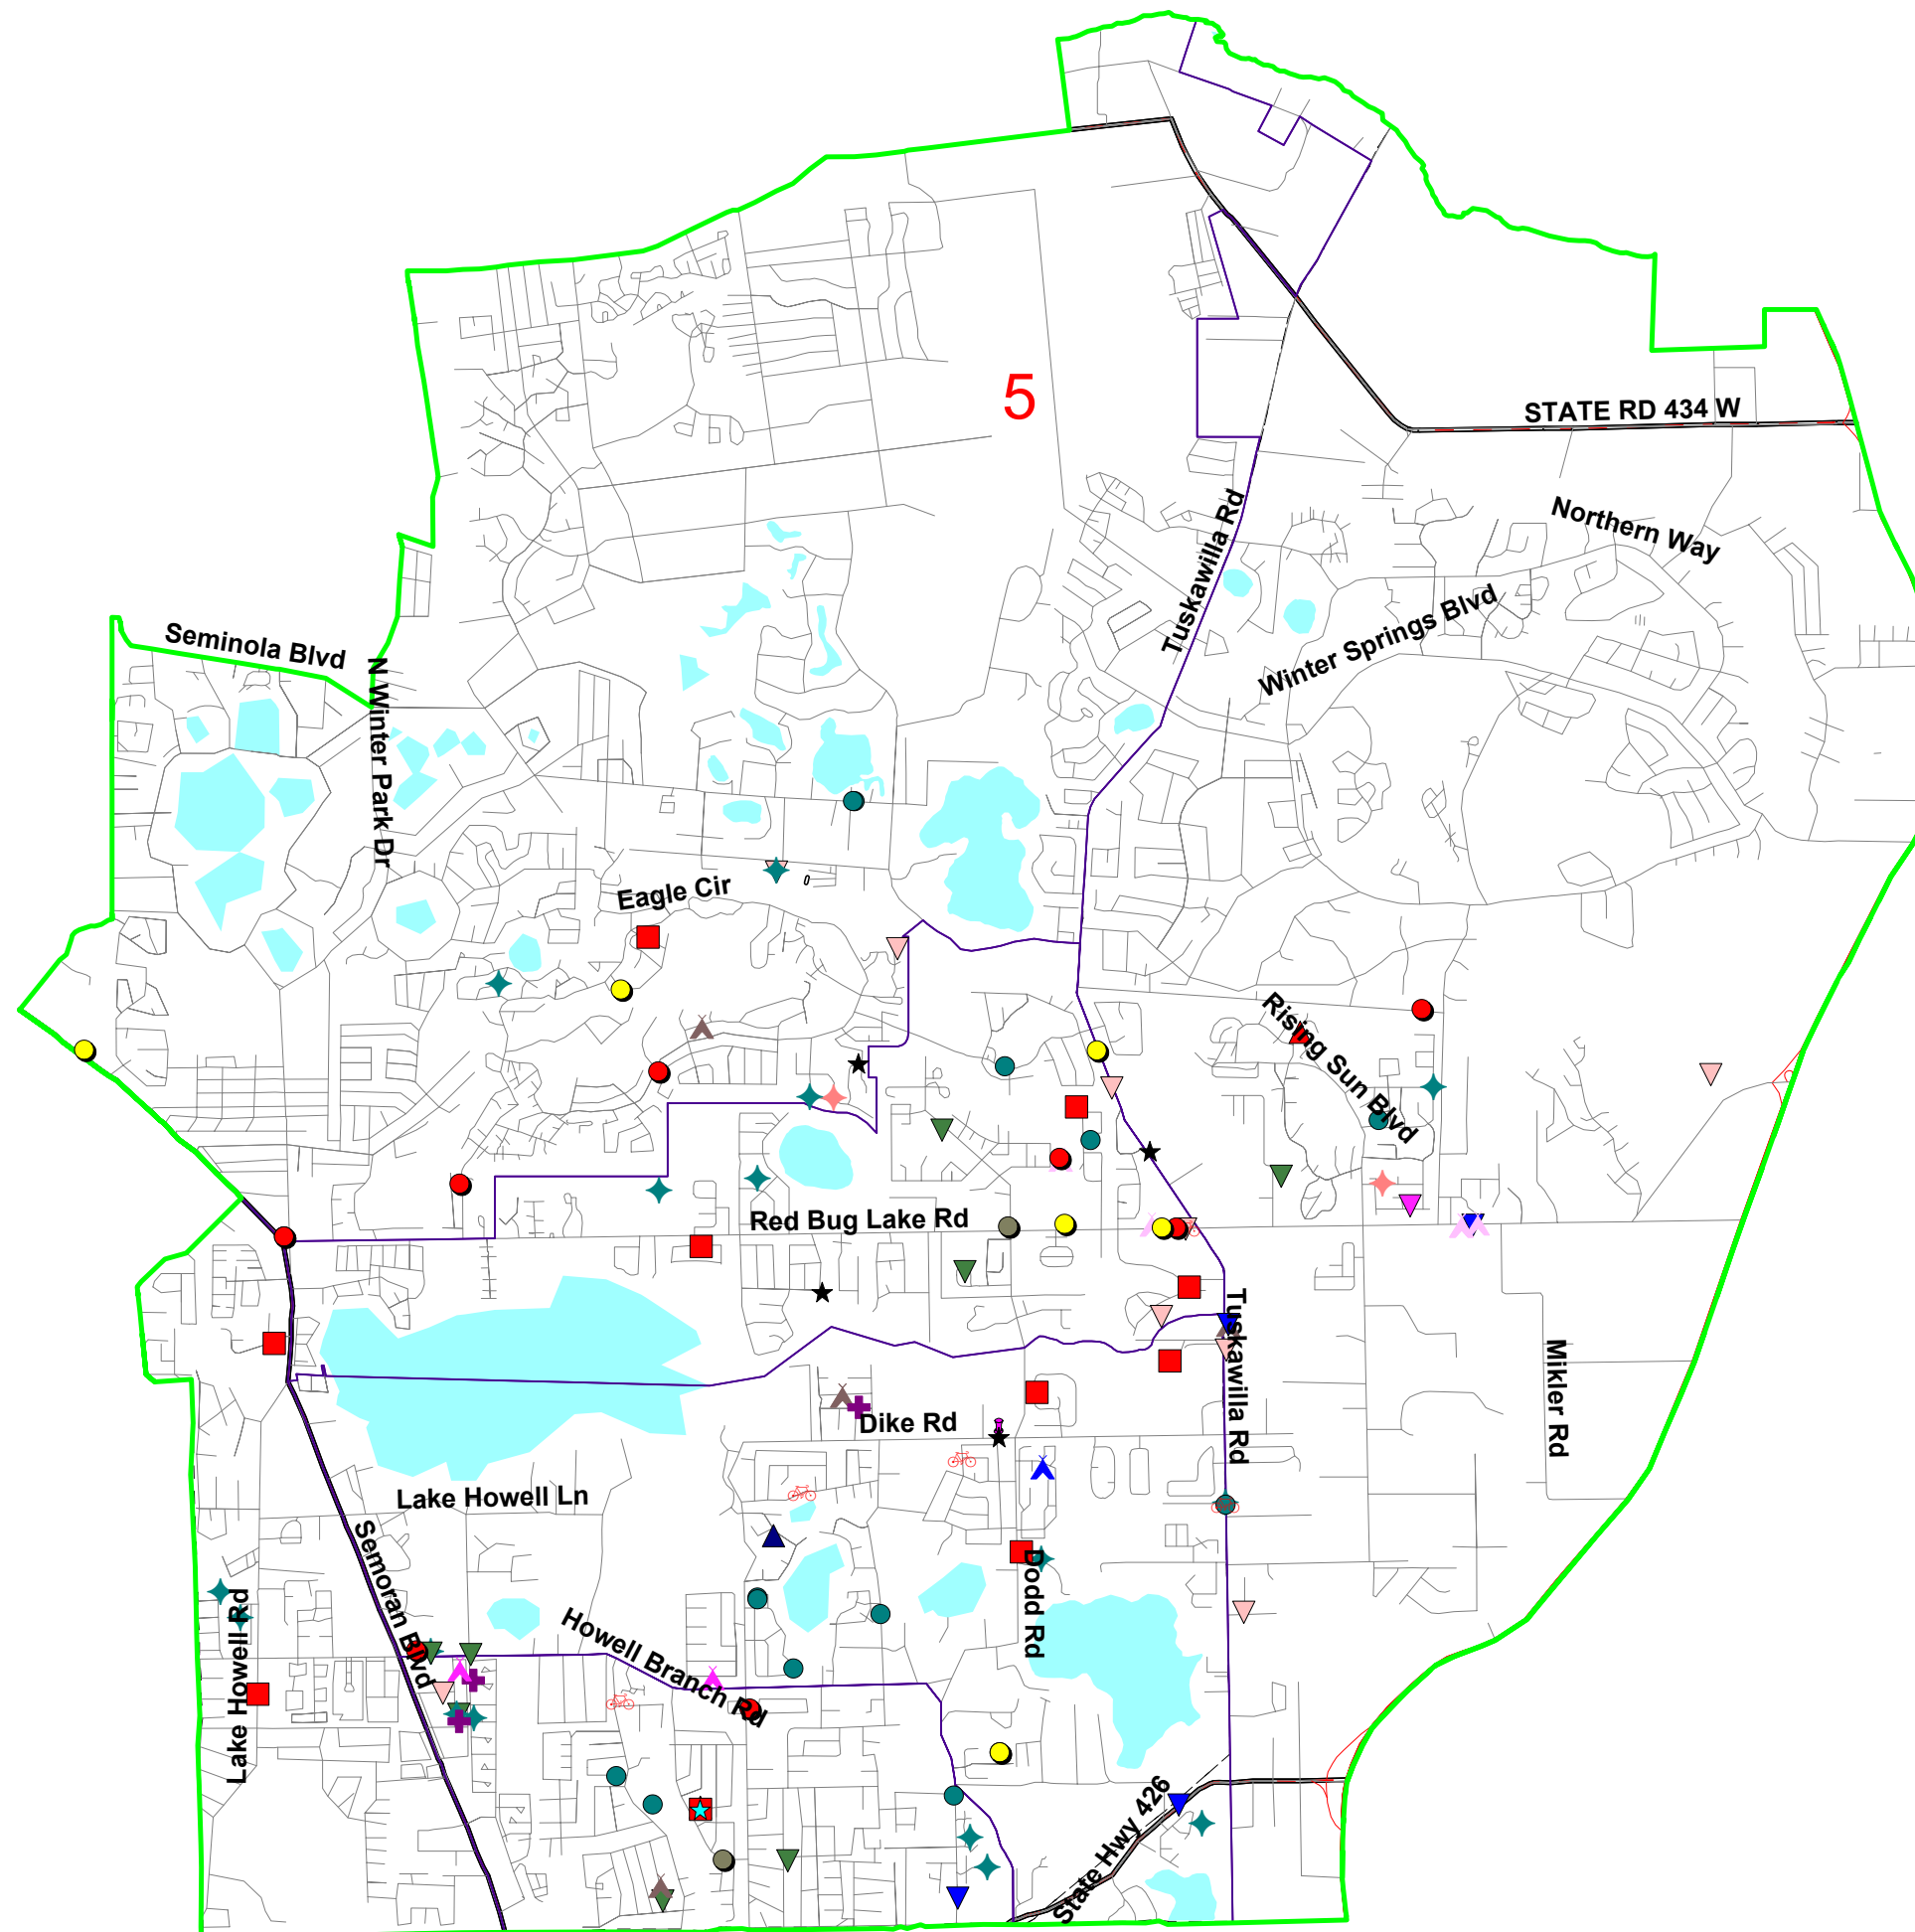 5
STATE RD 434 W
Northern Way
Tuskawilla Rd
Winter Springs Blvd
Seminola Blvd
N Winter Park Dr
Eagle Cir
Rising Sun Blvd
Red Bug Lake Rd
Tuskawilla Rd
Mikler Rd
Dike Rd
Lake Howell Ln
Semoran Blvd
Dodd Rd
Howell Branch Rd
Lake Howell Rd
State Hwy 426